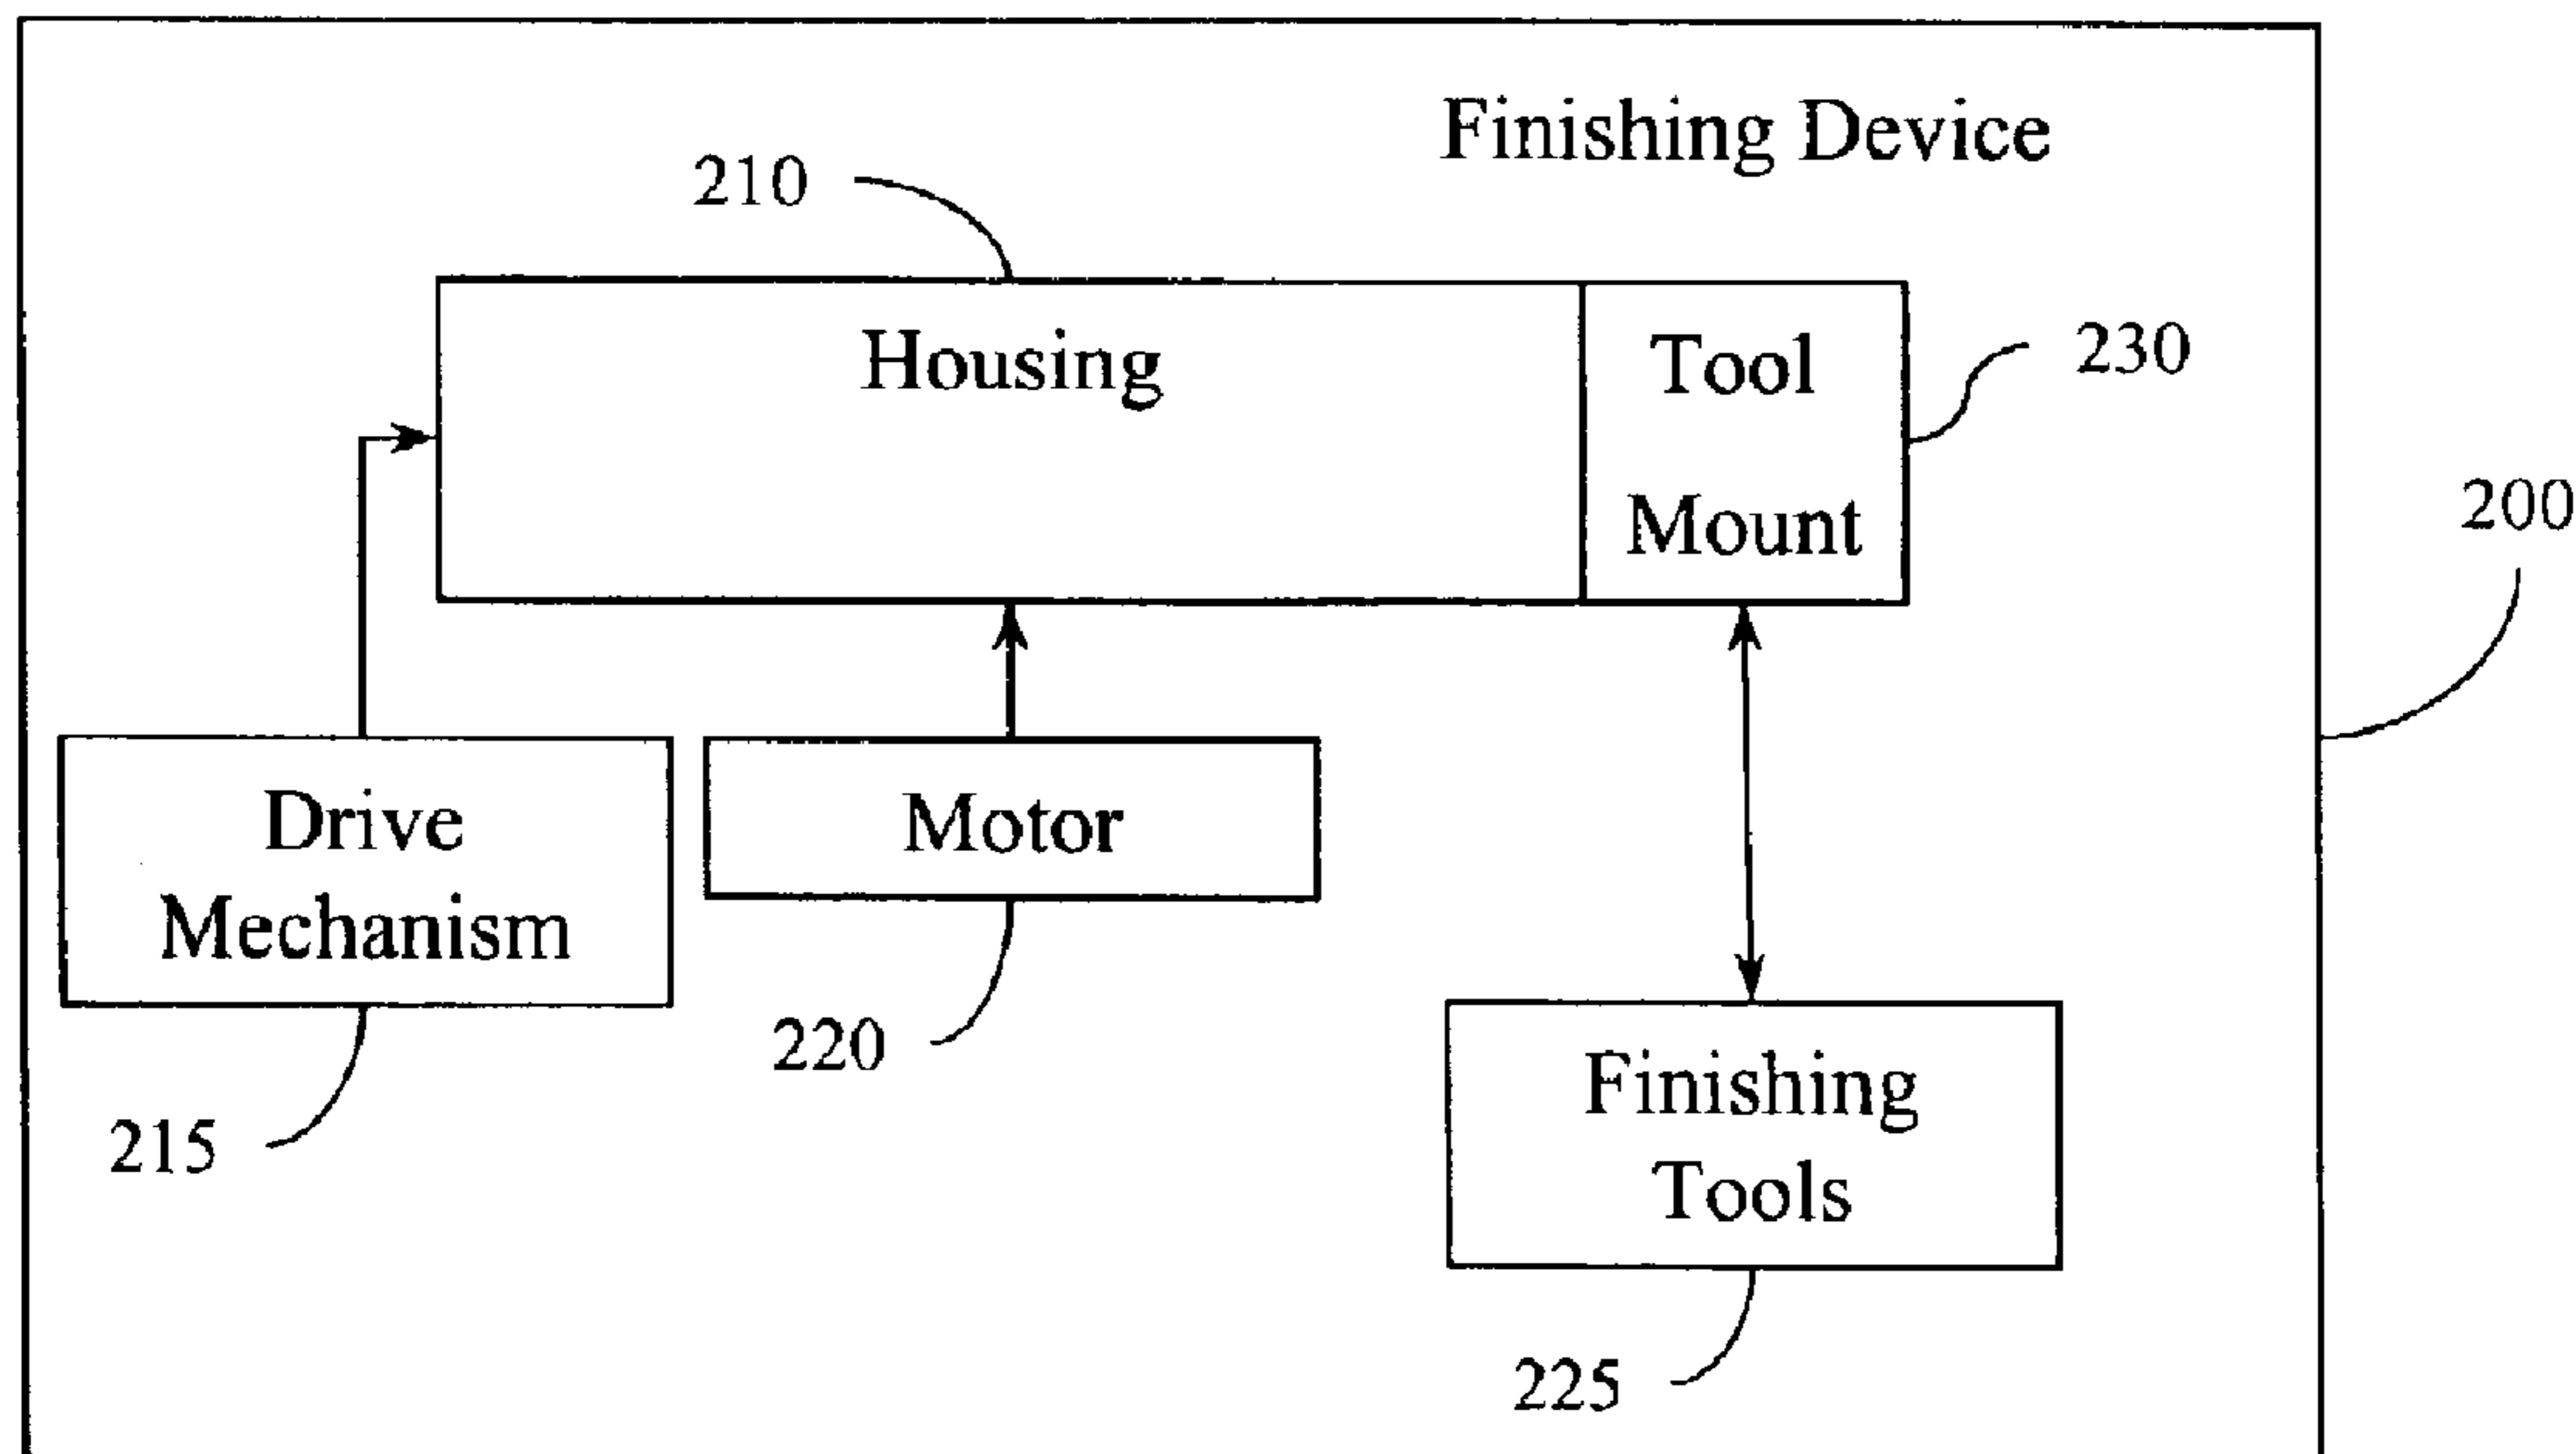 Finishing Device
210
Housing
Tool
Mount
230
200
Drive
Mechanism
Motor
220
215
Finishing
Tools
225